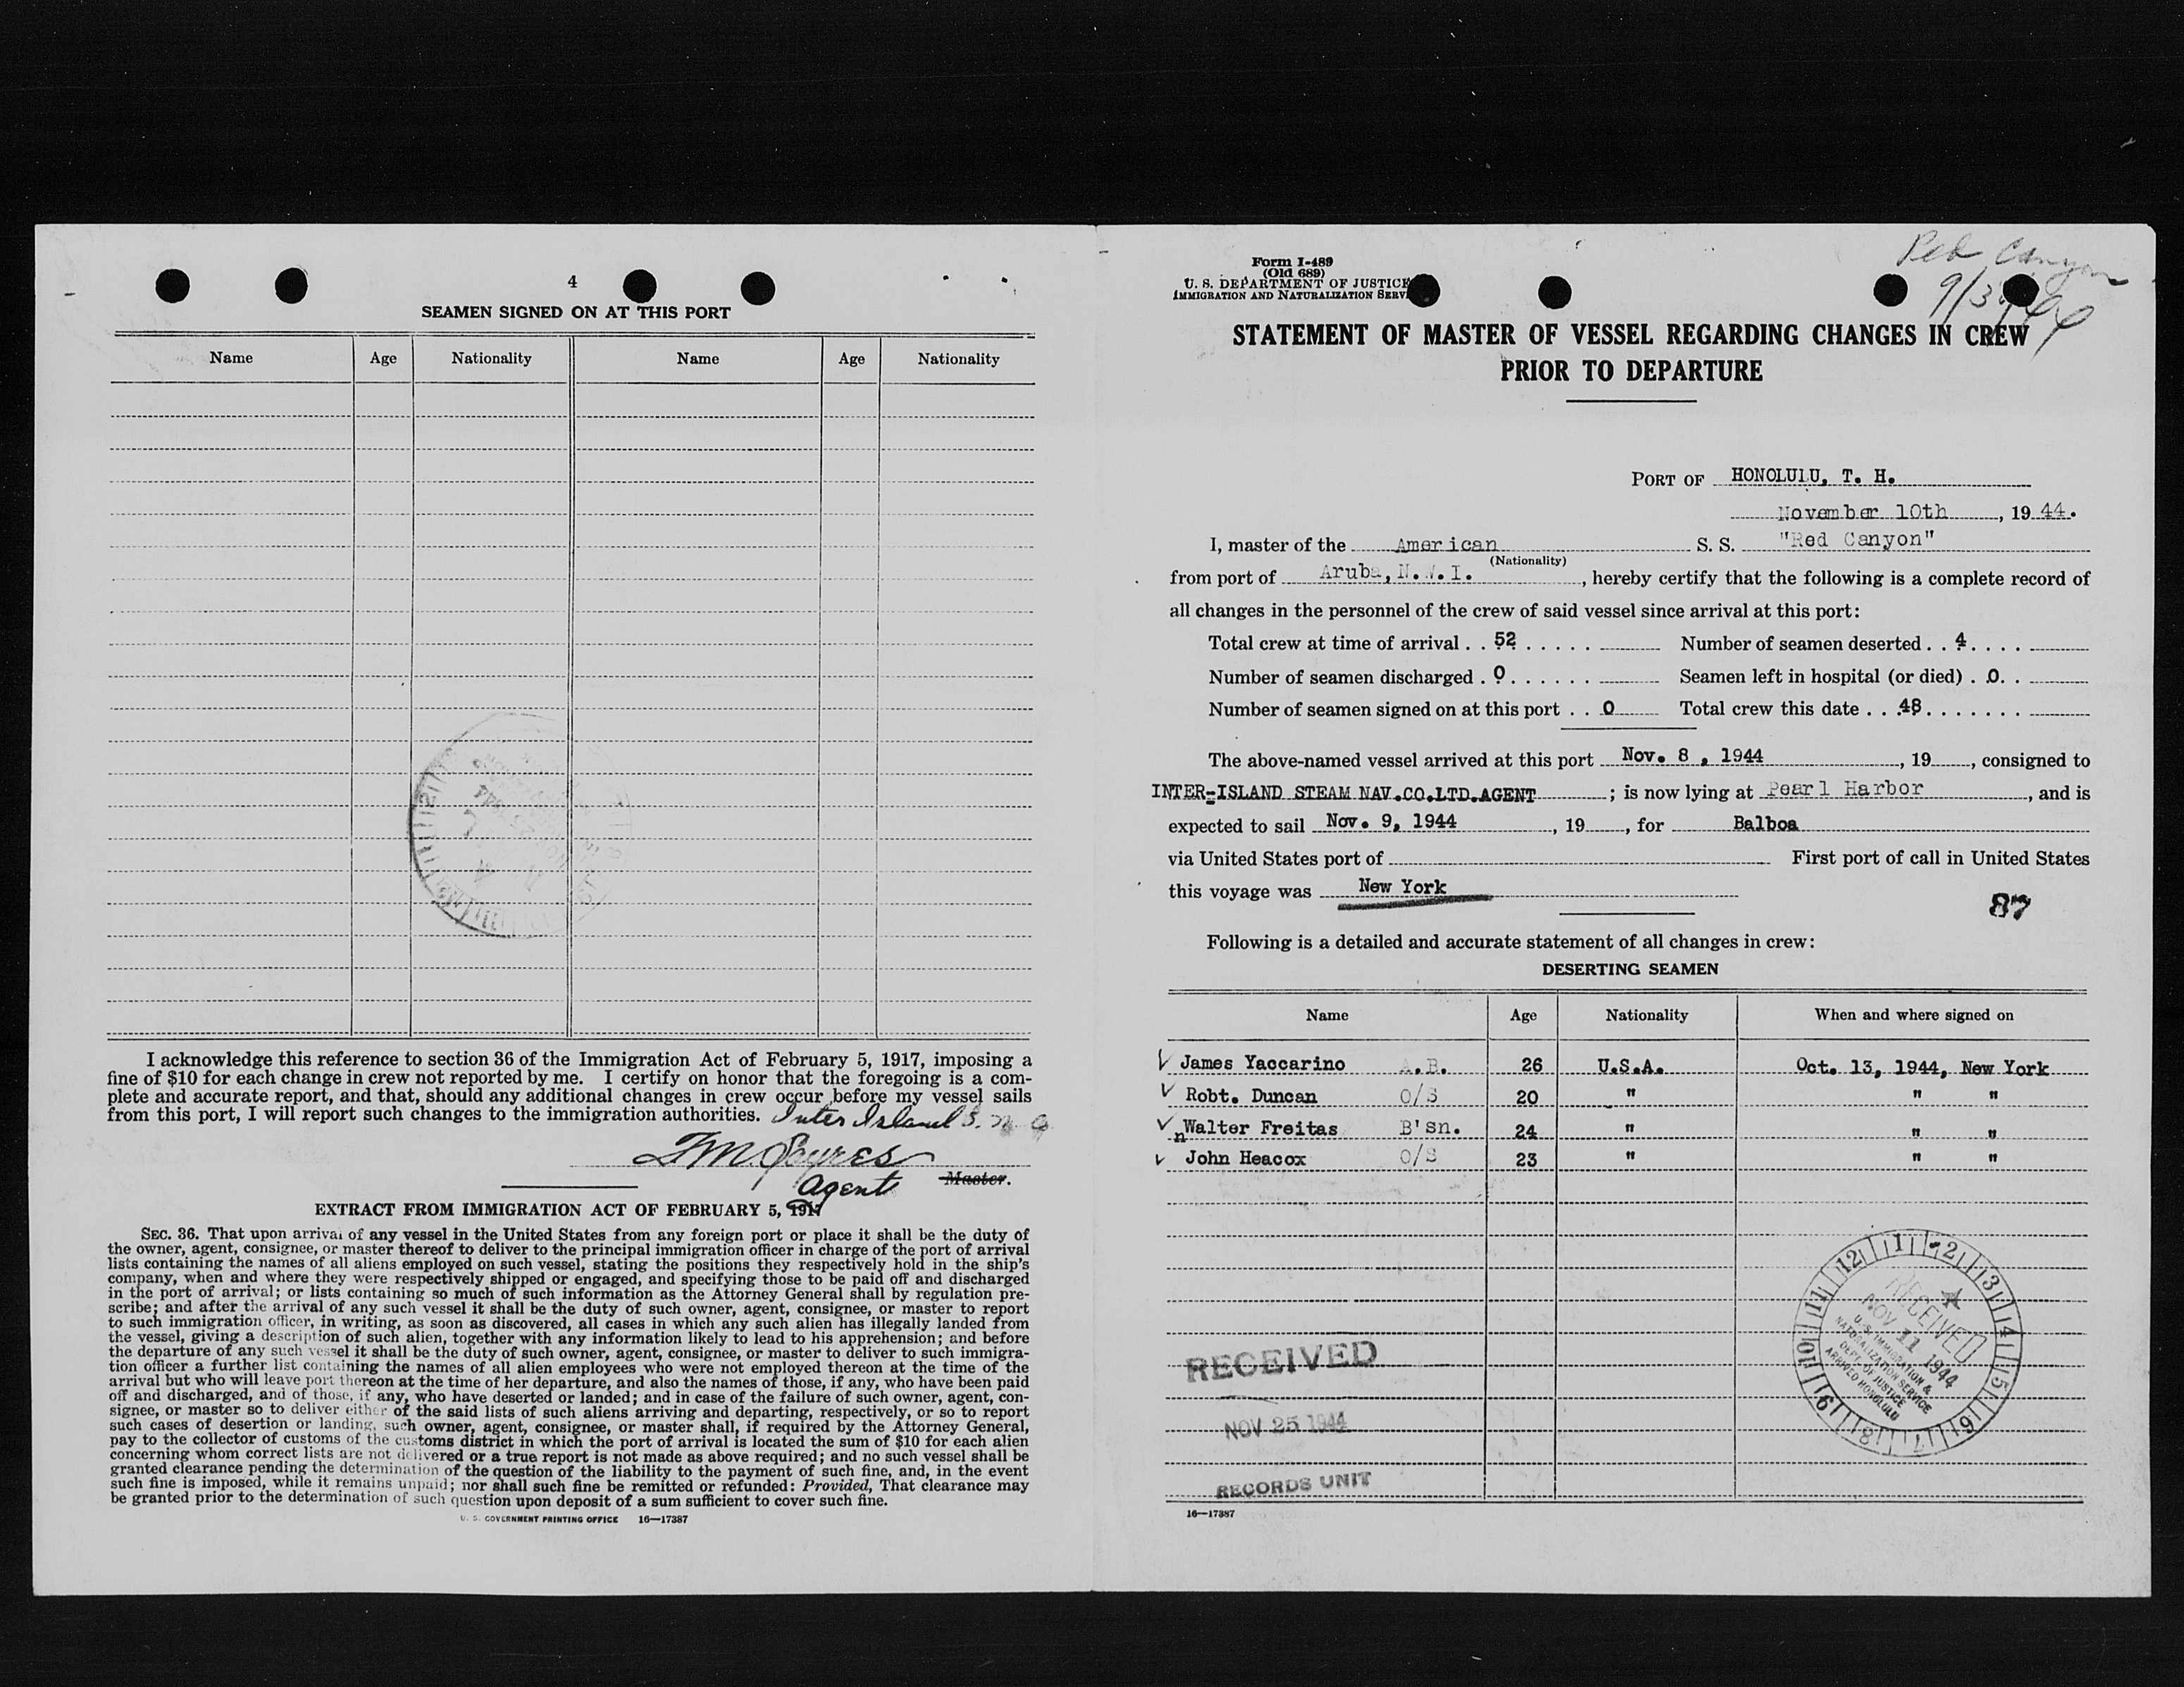 4
SEAMEN SIGNED ON AT THIS PORT
Name Age Nationality Name Age Nationality
I acknowledge this reference to section 36 of the Immigration Act of February 5, 1917, imposing a
fine of $10 for each change in crew not reported by me. I certify on honor that the foregoing is a com-
plete and accurate report, and that, should any additional changes in crew occur before my vessel sails
from this port, I will report such changes to the immigration authorities. Inter Island S. N. Co
Agent Master.
EXTRACT FROM IMMIGRATION ACT OF FEBRUARY 5, 1917
SEC. 36. That upon arrival of any vessel in the United States from any foreign port or place it shall be the duty of
the owner, agent, consignee, or master thereof to deliver to the principal immigration officer in charge of the port of arrival
lists containing the names of all aliens employed on such vessel, stating the positions they respectively hold in the ship's
company, when and where they were respectively shipped or engaged, and specifying those to be paid off and discharged
in the port of arrival; or lists containing so much of such information as the Attorney General shall by regulation pre-
scribe; and after the arrival of any such vessel it shall be the duty of such owner, agent, consignee, or master to report
to such immigration officer, in writing, as soon as discovered, all cases in which any such alien has illegally landed from
the vessel, giving a description of such alien, together with any information likely to lead to his apprehension; and before
the departure of any such vessel it shall be the duty of such owner, agent, consignee, or master to deliver to such immigra-
tion officer a further list containing the names of all alien employees who were not employed thereon at the time of the
arrival but who will leave port thereon at the time of her departure, and also the names of those, if any, who have been paid
off and discharged, and of those, if any, who have deserted or landed; and in case of the failure of such owner, agent, con-
signee, or master so to deliver either of the said lists of such aliens arriving and departing, respectively, or so to report
such cases of desertion or landing, such owner, agent, consignee, or master shall, if required by the Attorney General,
pay to the collector of customs of the customs district in which the port of arrival is located the sum of $10 for each alien
concerning whom correct lists are not delivered or a true report is not made as above required; and no such vessel shall be
granted clearance pending the determination of the question of the liability to the payment of such fine, and, in the event
such fine is imposed, while it remains unpaid; nor shall such fine be remitted or refunded: Provided, That clearance may
be granted prior to the determination of such question upon deposit of a sum sufficient to cover such fine.
U. S. GOVERNMENT PRINTING OFFICE 16—17387
Form I-489
(Old 689)
U. S. DEPARTMENT OF JUSTICE
IMMIGRATION AND NATURALIZATION SERV
Red Canyon
STATEMENT OF MASTER OF VESSEL REGARDING CHANGES IN CREW
PRIOR TO DEPARTURE
PORT OF HONOLULU, T. H.
November 10th, 19 44.
I, master of the American S. S. "Red Canyon"
(Nationality)
from port of Aruba, N.W.I., hereby certify that the following is a complete record of
all changes in the personnel of the crew of said vessel since arrival at this port:
Total crew at time of arrival . . 52 Number of seamen deserted . . 4
Number of seamen discharged . 0 Seamen left in hospital (or died) . 0
Number of seamen signed on at this port . . 0 Total crew this date . . 48
The above-named vessel arrived at this port Nov. 8 , 1944, 19, consigned to
INTER-ISLAND STEAM NAV.CO.LTD.AGENT; is now lying at Pearl Harbor, and is
expected to sail Nov. 9, 1944, 19, for Balboa
via United States port of First port of call in United States
this voyage was New York
87
Following is a detailed and accurate statement of all changes in crew:
DESERTING SEAMEN
Name Age Nationality When and where signed on
James Yaccarino A.B. 26 U.S.A. Oct. 13, 1944, New York
Robt. Duncan O/S 20 " " "
Walter Freitas B'sn. 24 " " "
John Heacox O/S 23 " " "
12 1 2 3 4 5 6 7 8 9 10 11
RECEIVED
NOV 11 1944
U. S. IMMIGRATION &
NATURALIZATION SERVICE
DEPT. OF JUSTICE
ARRIVED HONOLULU
RECEIVED
NOV 25 1944
RECORDS UNIT
16—17387